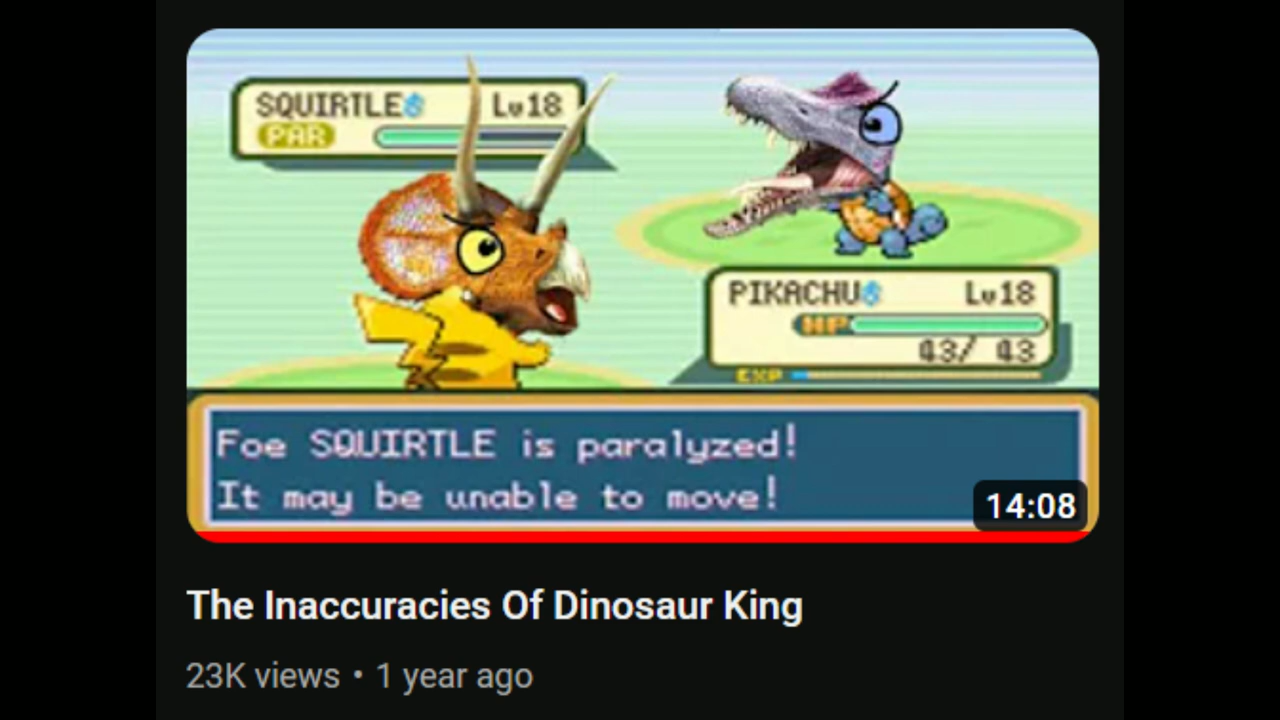 SQUIRTLE♂ Lv18
PAR
PIKACHU♂ Lv18
HP
43/ 43
EXP
Foe SQUIRTLE is paralyzed!
It may be unable to move!
14:08
The Inaccuracies Of Dinosaur King
23K views • 1 year ago